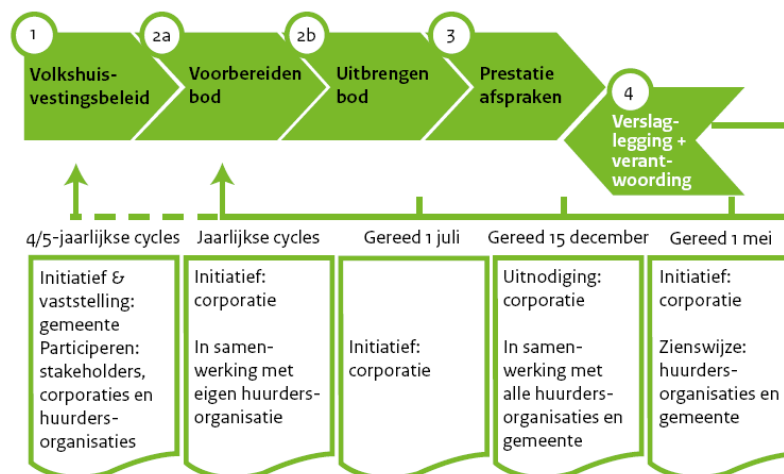 1
Volkshuis-
vestingsbeleid
2a
Voorbereiden
bod
2b
Uitbrengen
bod
3
Prestatie
afspraken
4
Verslag-
legging +
verant-
woording
4/5-jaarlijkse cycles
Jaarlijkse cycles
Gereed 1 juli
Gereed 15 december
Gereed 1 mei
Initiatief &
vaststelling:
gemeente
Participeren:
stakeholders,
corporaties en
huurders-
organisaties
Initiatief:
corporatie
In samen-
werking met
eigen huurders-
organisatie
Initiatief:
corporatie
Uitnodiging:
corporatie
In samen-
werking met
alle huurders-
organisaties en
gemeente
Initiatief:
corporatie
Zienswijze:
huurders-
organisaties en
gemeente